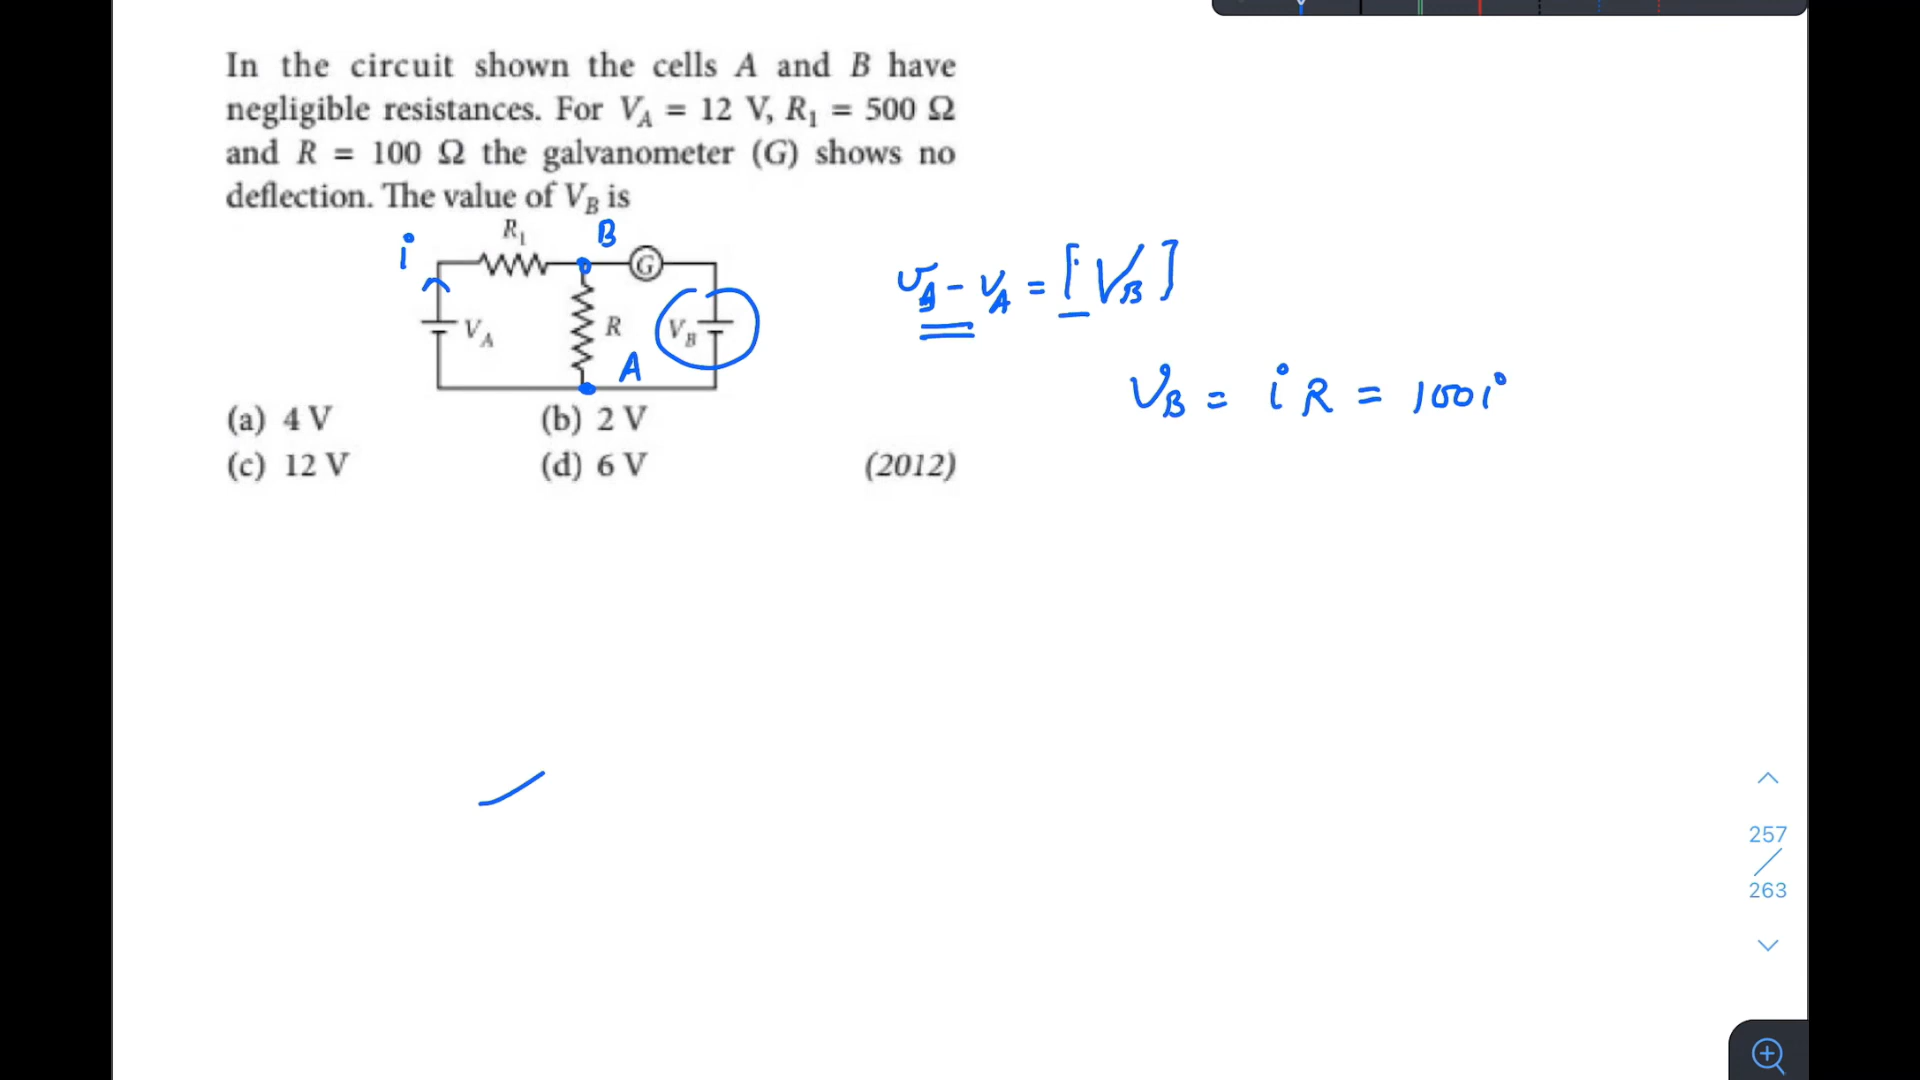 In the circuit shown the cells A and B have
negligible resistances. For V_A = 12 V, R₁ = 500 Ω
and R = 100 Ω the galvanometer (G) shows no
deflection. The value of V_B is
R₁ B
i
G
V_A R V_B
A
(a) 4 V (b) 2 V
(c) 12 V (d) 6 V (2012)
V_B - V_A = [V_B]
V_B = i R = 100 i
257
/
263